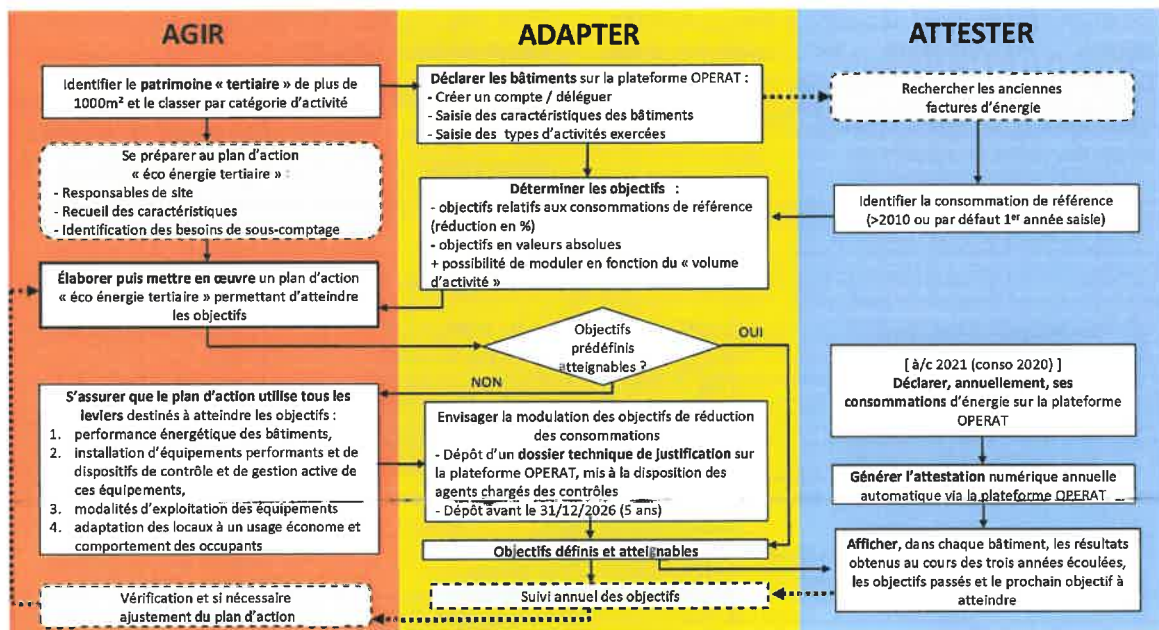 AGIR
Identifier le patrimoine « tertiaire » de plus de
1000m² et le classer par catégorie d'activité
Se préparer au plan d'action
« éco énergie tertiaire » :
- Responsables de site
- Recueil des caractéristiques
- Identification des besoins de sous-comptage
Élaborer puis mettre en œuvre un plan d'action
« éco énergie tertiaire » permettant d'atteindre
les objectifs
S'assurer que le plan d'action utilise tous les
leviers destinés à atteindre les objectifs :
1. performance énergétique des bâtiments,
2. installation d'équipements performants et de
dispositifs de contrôle et de gestion active de
ces équipements,
3. modalités d'exploitation des équipements
4. adaptation des locaux à un usage économe et
comportement des occupants
Vérification et si nécessaire
ajustement du plan d'action
ADAPTER
Déclarer les bâtiments sur la plateforme OPERAT :
- Créer un compte / déléguer
- Saisie des caractéristiques des bâtiments
- Saisie des types d'activités exercées
Déterminer les objectifs :
- objectifs relatifs aux consommations de référence
(réduction en %)
- objectifs en valeurs absolues
+ possibilité de moduler en fonction du « volume
d'activité »
Objectifs
prédéfinis
atteignables ?
OUI
NON
Envisager la modulation des objectifs de réduction
des consommations
- Dépôt d'un dossier technique de justification sur
la plateforme OPERAT, mis à la disposition des
agents chargés des contrôles
- Dépôt avant le 31/12/2026 (5 ans)
Objectifs définis et atteignables
Suivi annuel des objectifs
ATTESTER
Rechercher les anciennes
factures d'énergie
Identifier la consommation de référence
(>2010 ou par défaut 1er année saisle)
[ à/c 2021 (conso 2020) ]
Déclarer, annuellement, ses
consommations d'énergie sur la plateforme
OPERAT
Générer l'attestation numérique annuelle
automatique via la plateforme OPERAT
Afficher, dans chaque bâtiment, les résultats
obtenus au cours des trois années écoulées,
les objectifs passés et le prochain objectif à
atteindre